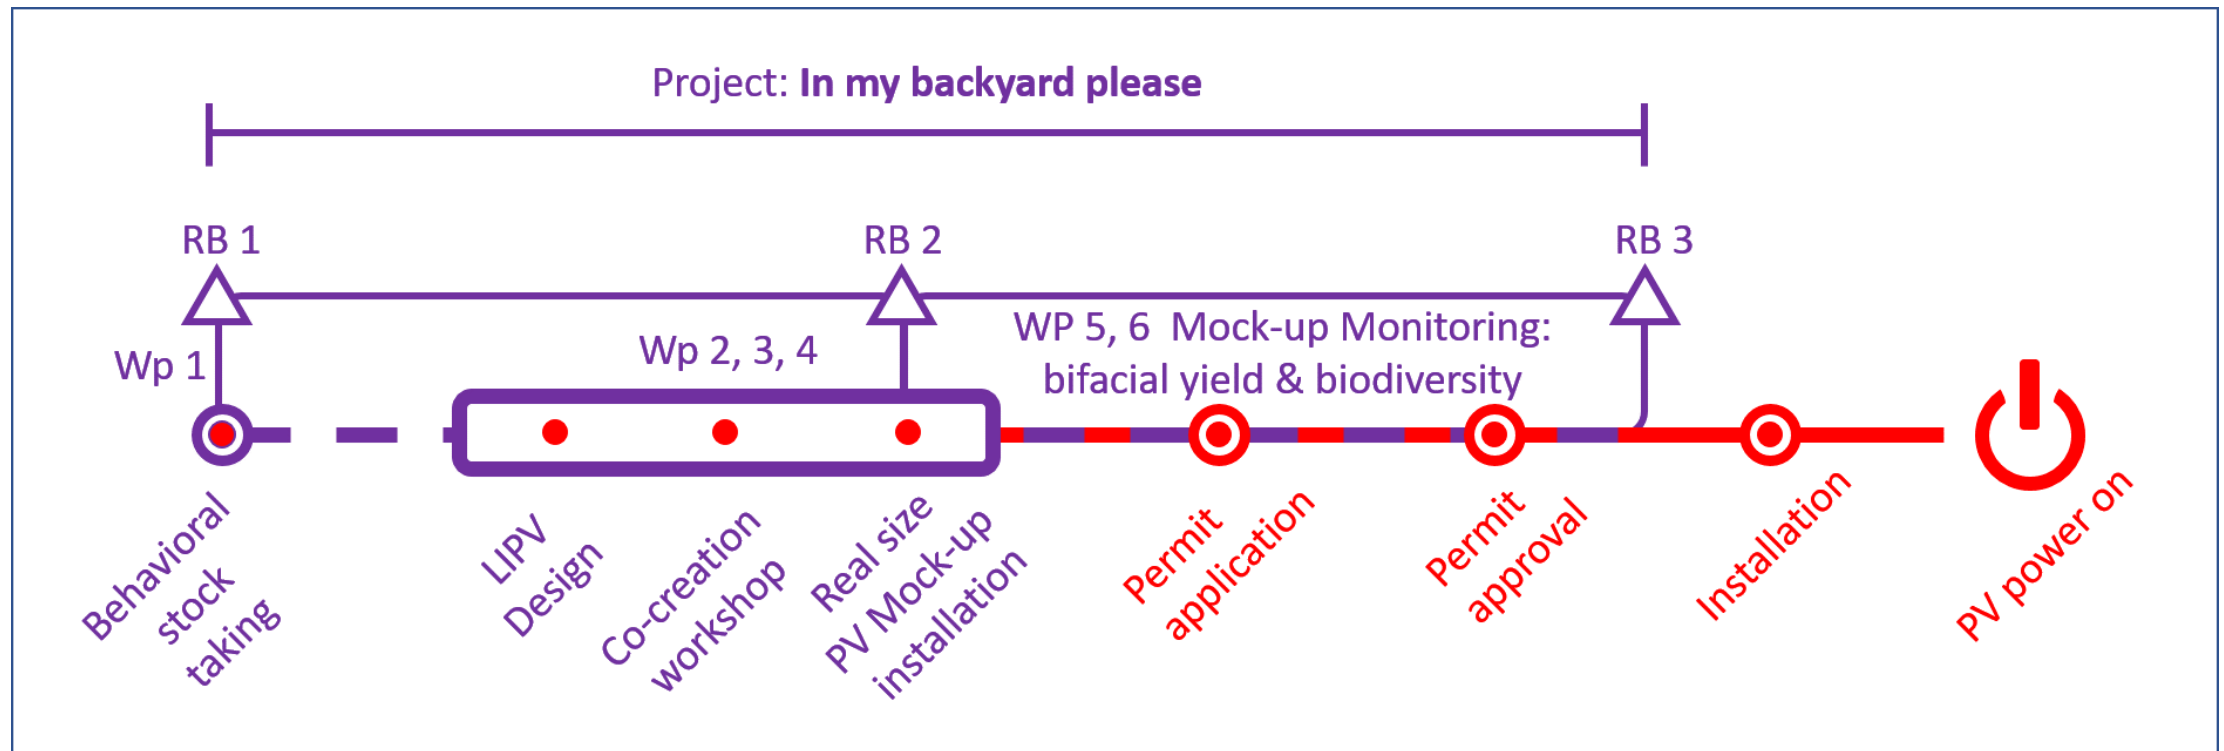 Project: In my backyard please
RB 1
RB 2
RB 3
Wp 1
Wp 2, 3, 4
WP 5, 6  Mock-up Monitoring:
bifacial yield & biodiversity
Behavioral
stock
taking
LIPV
Design
Co-creation
workshop
Real size
PV Mock-up
installation
Permit
application
Permit
approval
Installation
PV power on